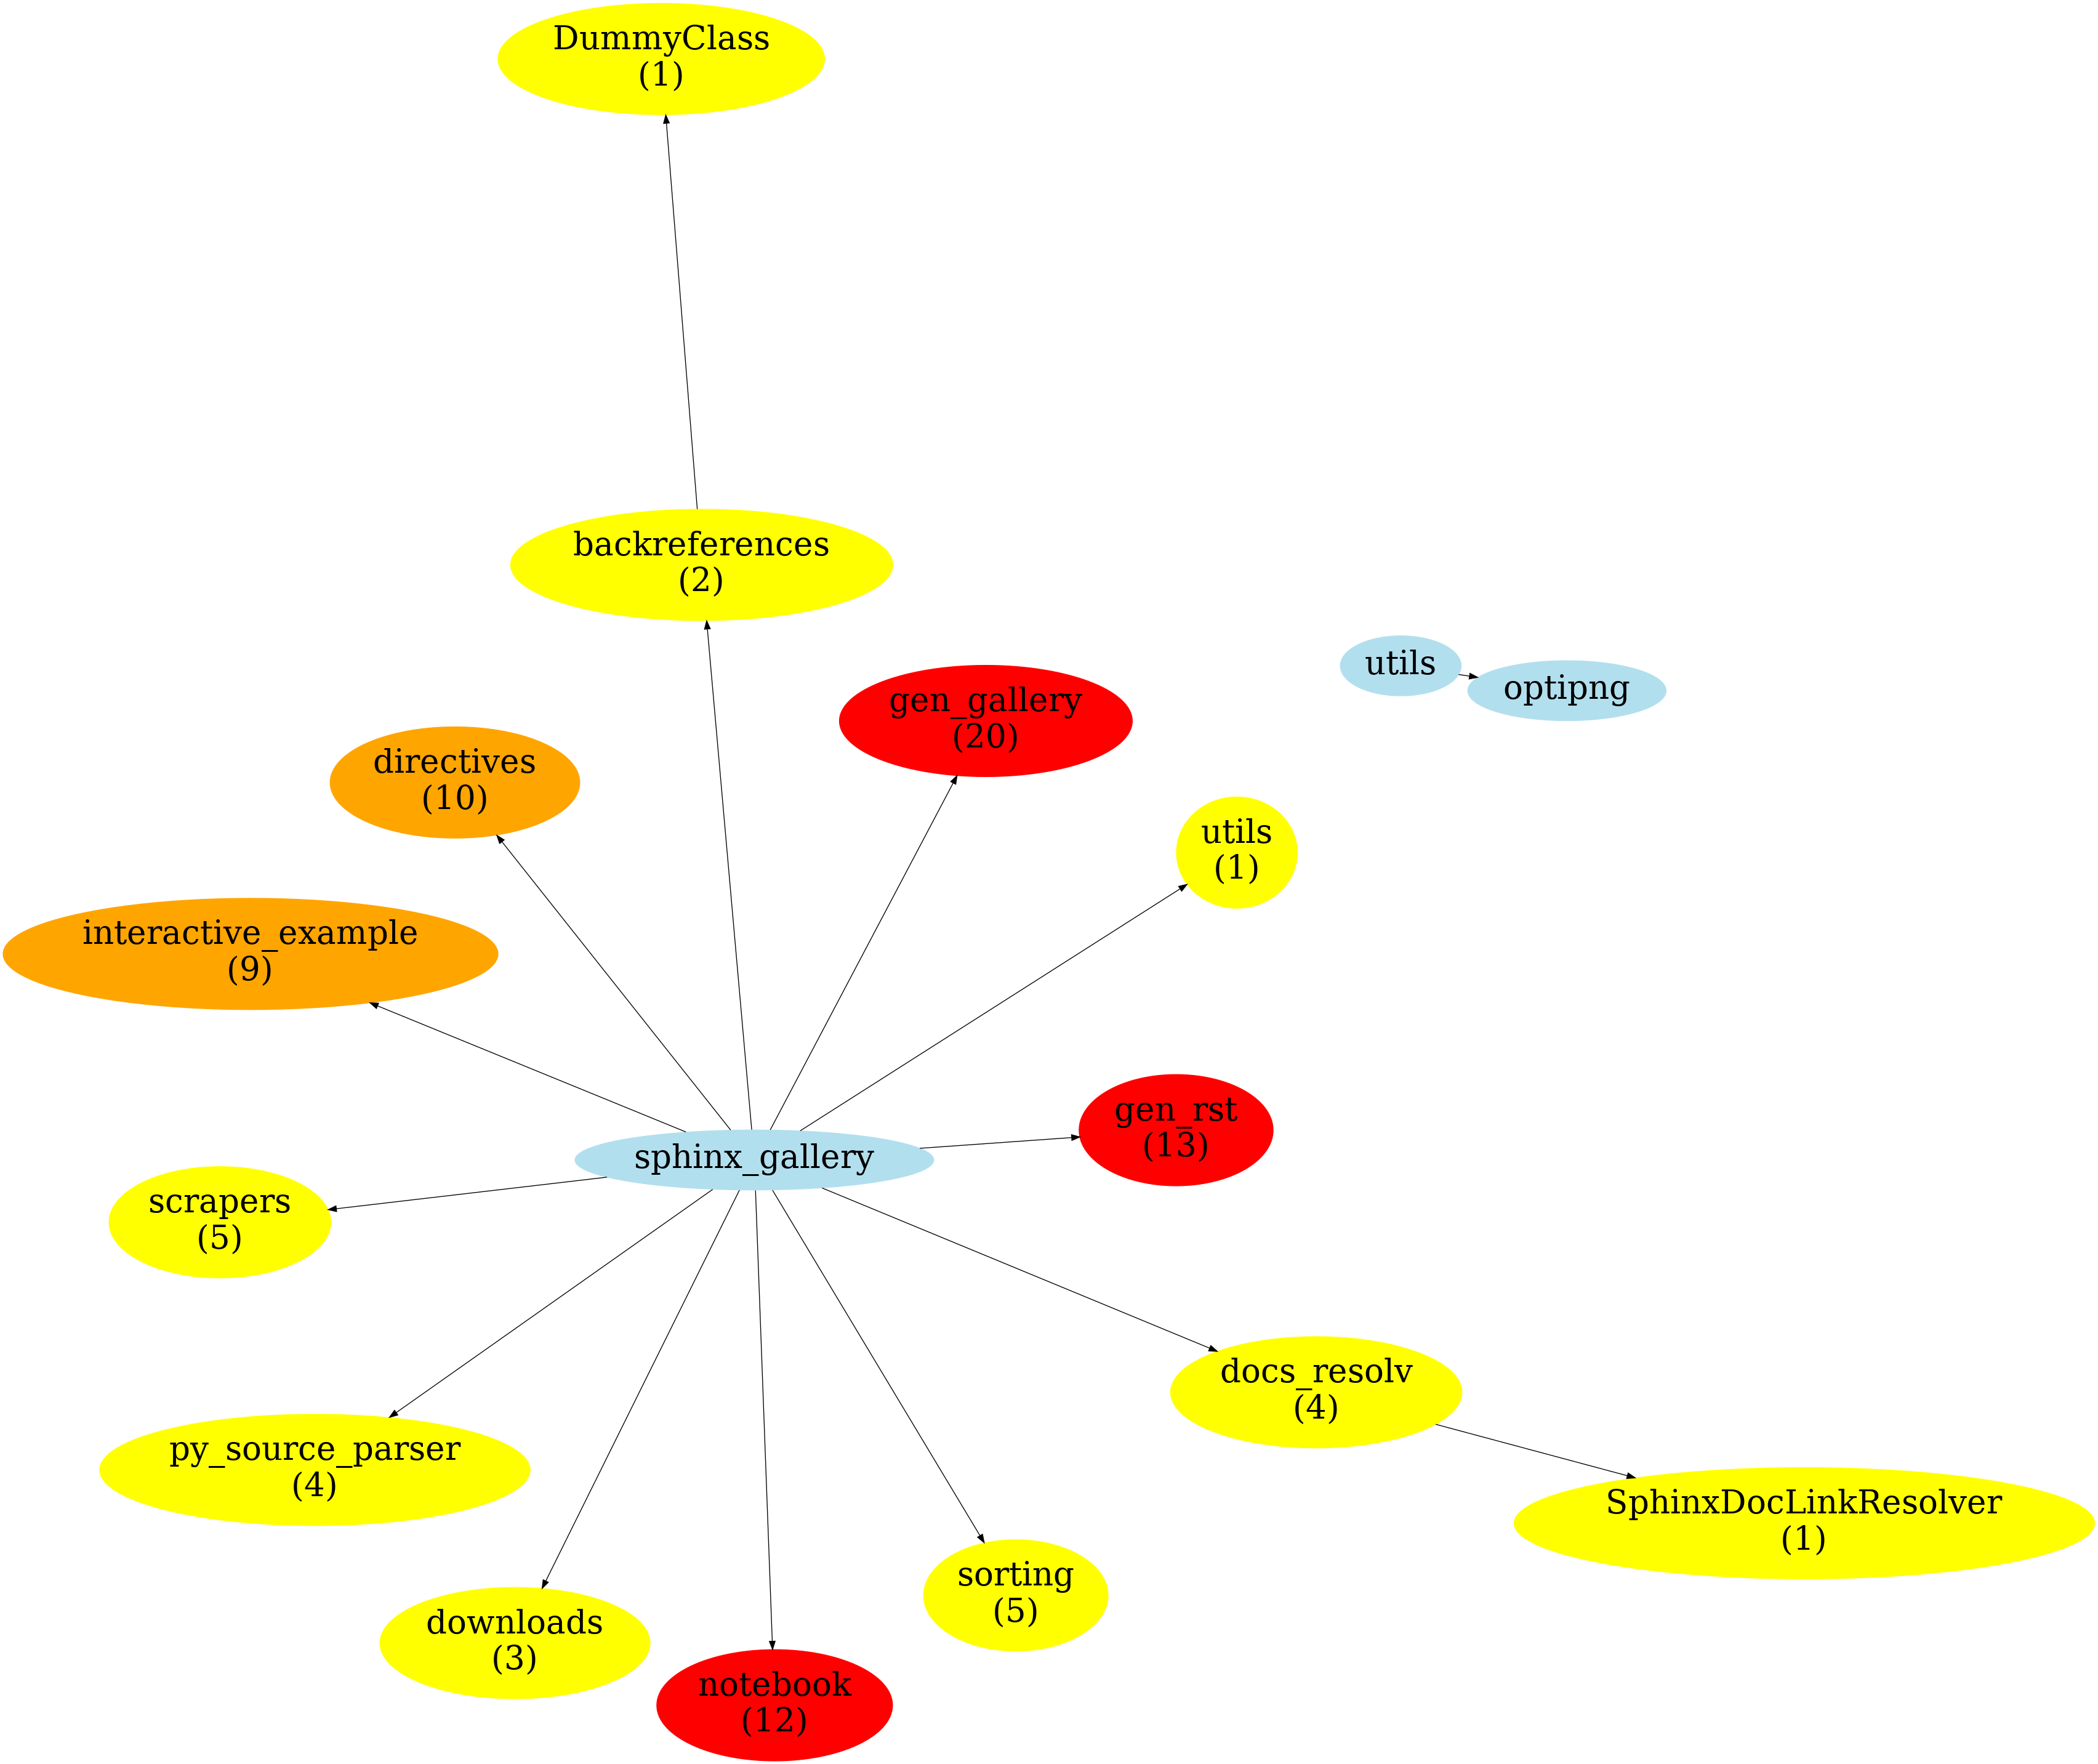 DummyClass
(1)
backreferences
(2)
utils
optipng
gen_gallery
(20)
directives
(10)
utils
(1)
interactive_example
(9)
gen_rst
(13)
sphinx_gallery
scrapers
(5)
docs_resolv
(4)
py_source_parser
(4)
SphinxDocLinkResolver
(1)
sorting
(5)
downloads
(3)
notebook
(12)